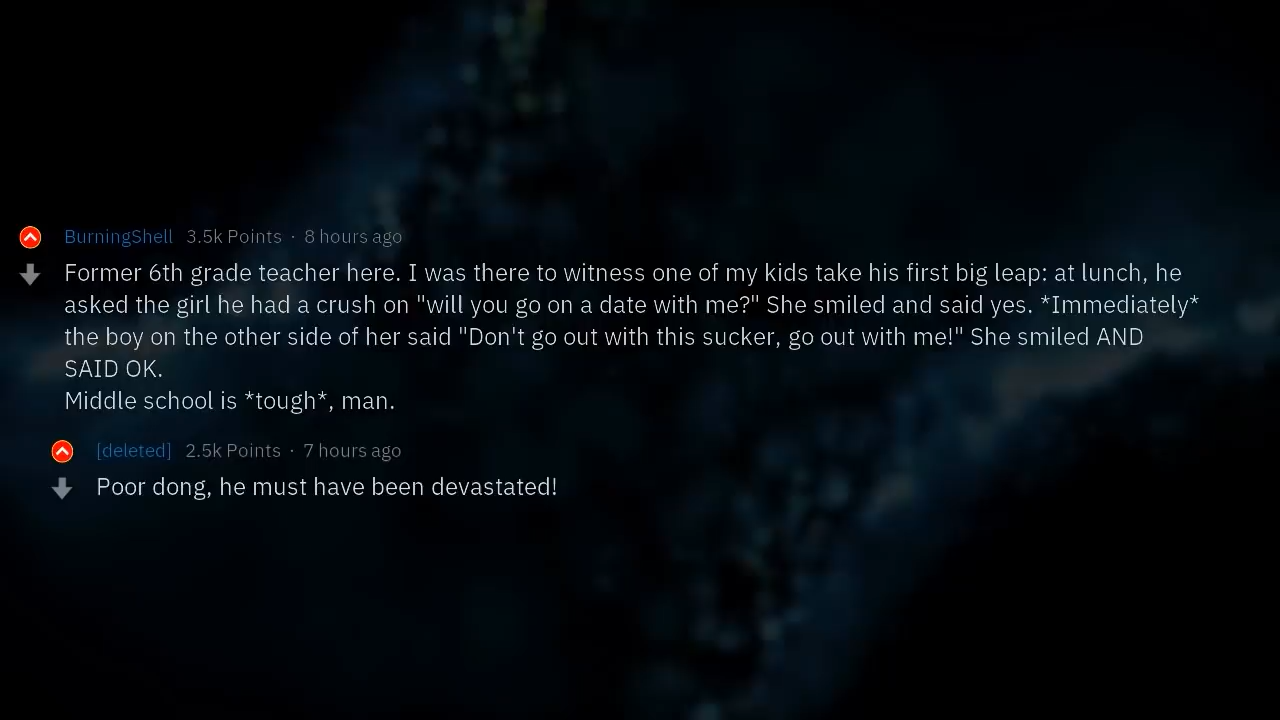 BurningShell 3.5k Points · 8 hours ago
Former 6th grade teacher here. I was there to witness one of my kids take his first big leap: at lunch, he
asked the girl he had a crush on "will you go on a date with me?" She smiled and said yes. *Immediately*
the boy on the other side of her said "Don't go out with this sucker, go out with me!" She smiled AND
SAID OK.
Middle school is *tough*, man.
[deleted] 2.5k Points · 7 hours ago
Poor dong, he must have been devastated!